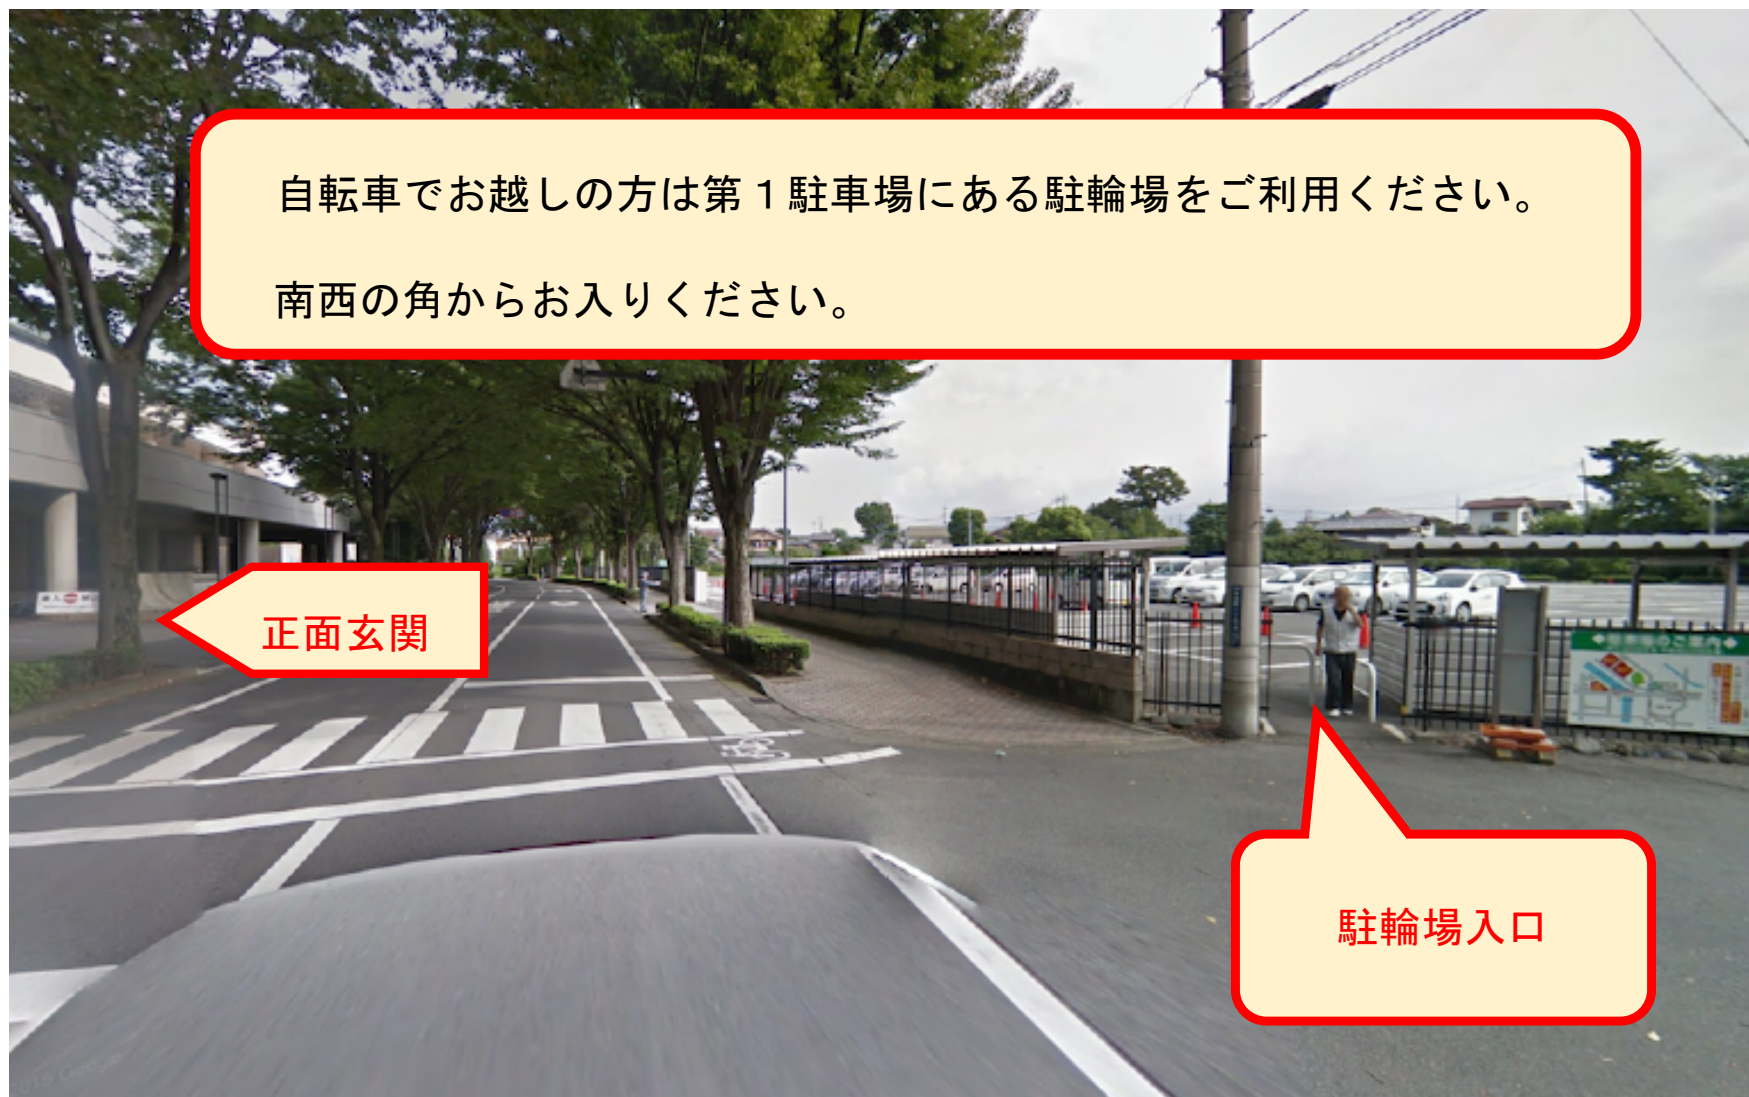 自転車でお越しの方は第１駐車場にある駐輪場をご利用ください。
南西の角からお入りください。
正面玄関
駐輪場入口